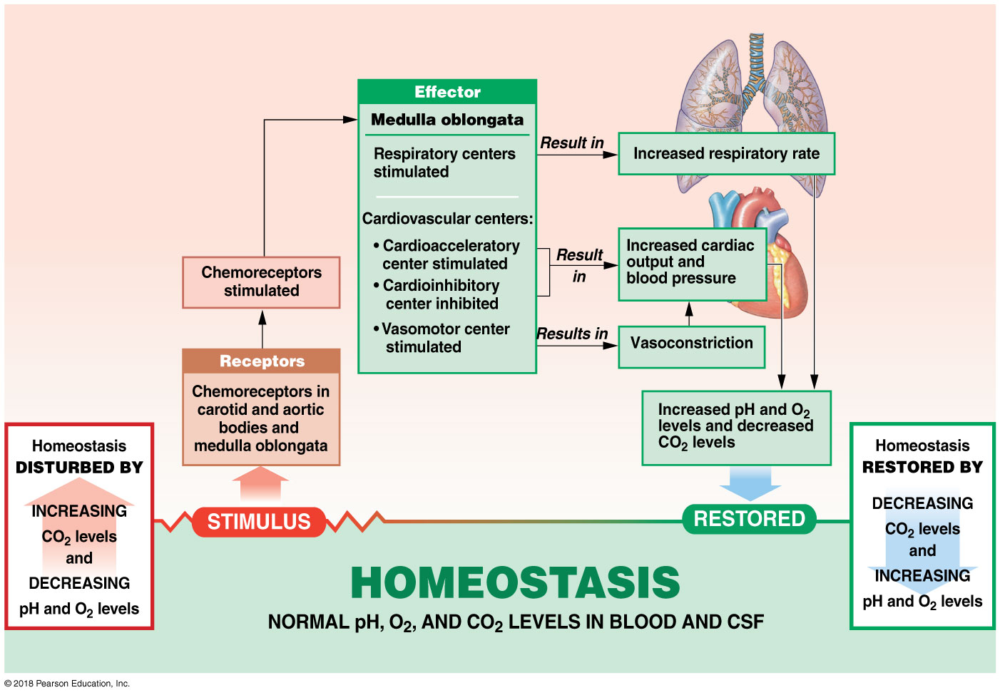 Homeostasis
DISTURBED BY
INCREASING
CO₂ levels
and
DECREASING
pH and O₂ levels
STIMULUS
Receptors
Chemoreceptors in
carotid and aortic
bodies and
medulla oblongata
Chemoreceptors
stimulated
Effector
Medulla oblongata
Respiratory centers
stimulated
Cardiovascular centers:
• Cardioacceleratory
center stimulated
• Cardioinhibitory
center inhibited
• Vasomotor center
stimulated
Result in
Increased respiratory rate
Result
in
Increased cardiac
output and
blood pressure
Results in
Vasoconstriction
Increased pH and O₂
levels and decreased
CO₂ levels
RESTORED
Homeostasis
RESTORED BY
DECREASING
CO₂ levels
and
INCREASING
pH and O₂ levels
HOMEOSTASIS
NORMAL pH, O₂, AND CO₂ LEVELS IN BLOOD AND CSF
© 2018 Pearson Education, Inc.